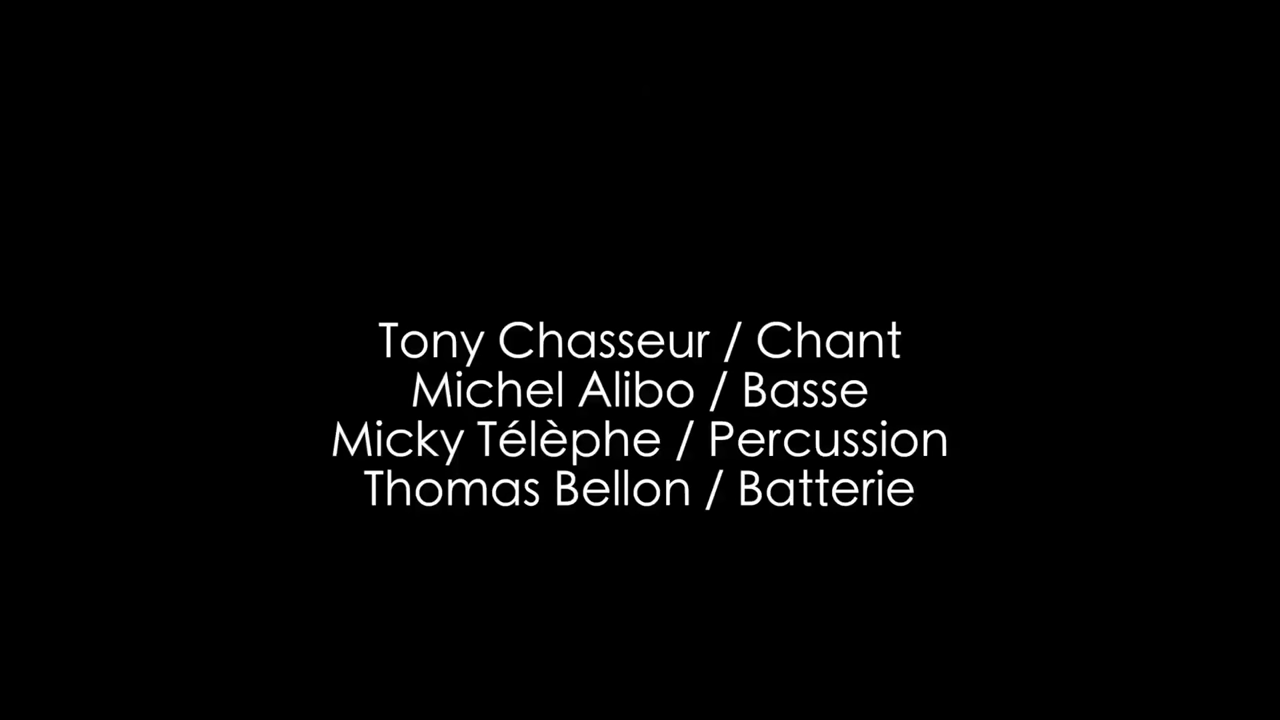 Tony Chasseur / Chant
Michel Alibo / Basse
Micky Télèphe / Percussion
Thomas Bellon / Batterie